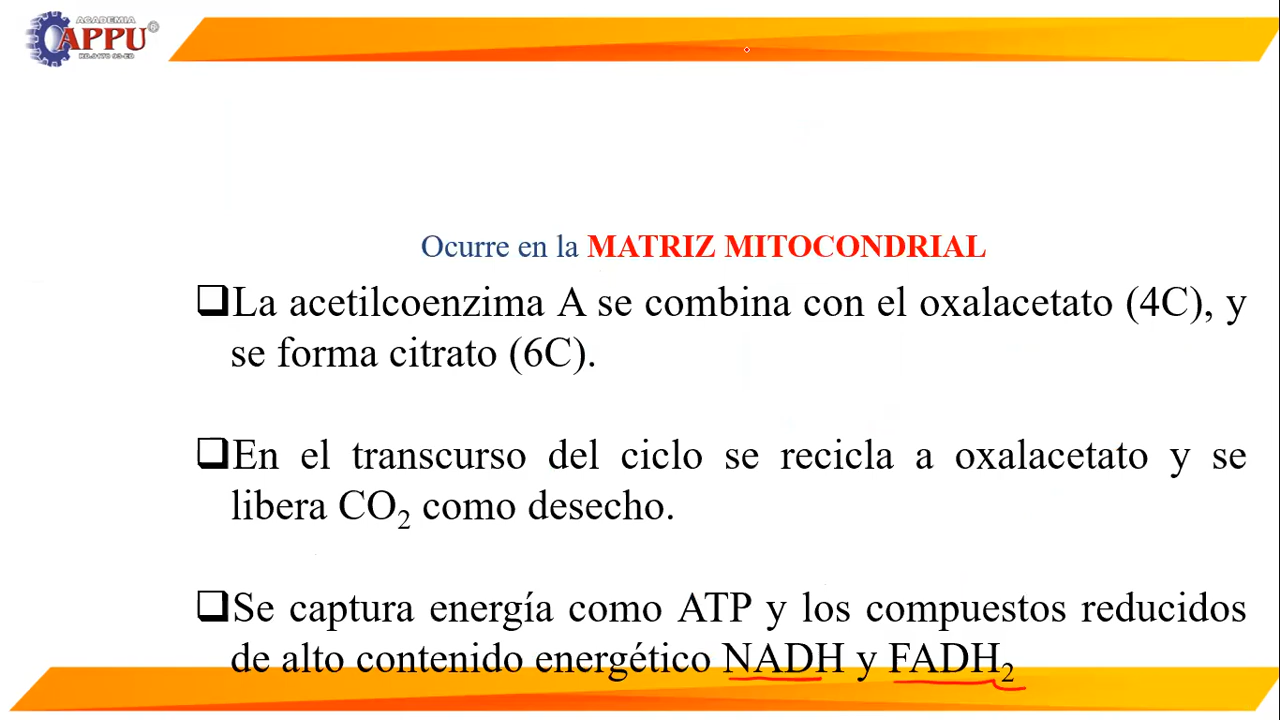 ACADEMIA
APPU®
Ocurre en la MATRIZ MITOCONDRIAL
La acetilcoenzima A se combina con el oxalacetato (4C), y
se forma citrato (6C).
En el transcurso del ciclo se recicla a oxalacetato y se
libera CO₂ como desecho.
Se captura energía como ATP y los compuestos reducidos
de alto contenido energético NADH y FADH₂